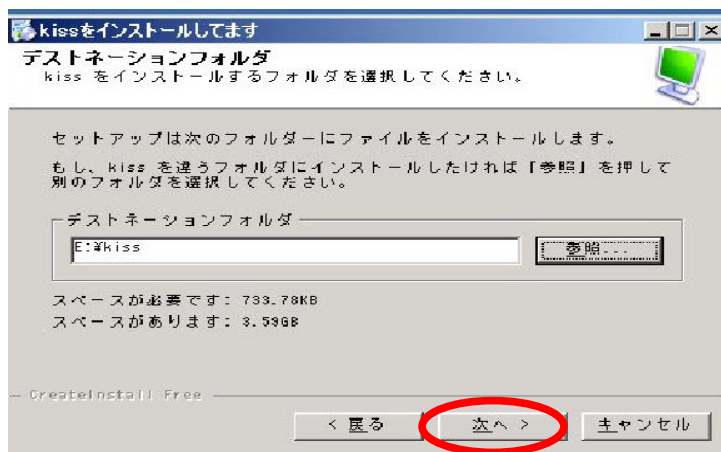 kissをインストールしてます
デストネーションフォルダ
kiss をインストールするフォルダを選択してください。
セットアップは次のフォルダーにファイルをインストールします。
もし、kiss を違うフォルダにインストールしたければ「参照」を押して
別のフォルダを選択してください。
デストネーションフォルダ
E:¥kiss
参照...
スペースが必要です: 733.78KB
スペースがあります: 3.59GB
CreateInstall Free
< 戻る
次へ >
キャンセル